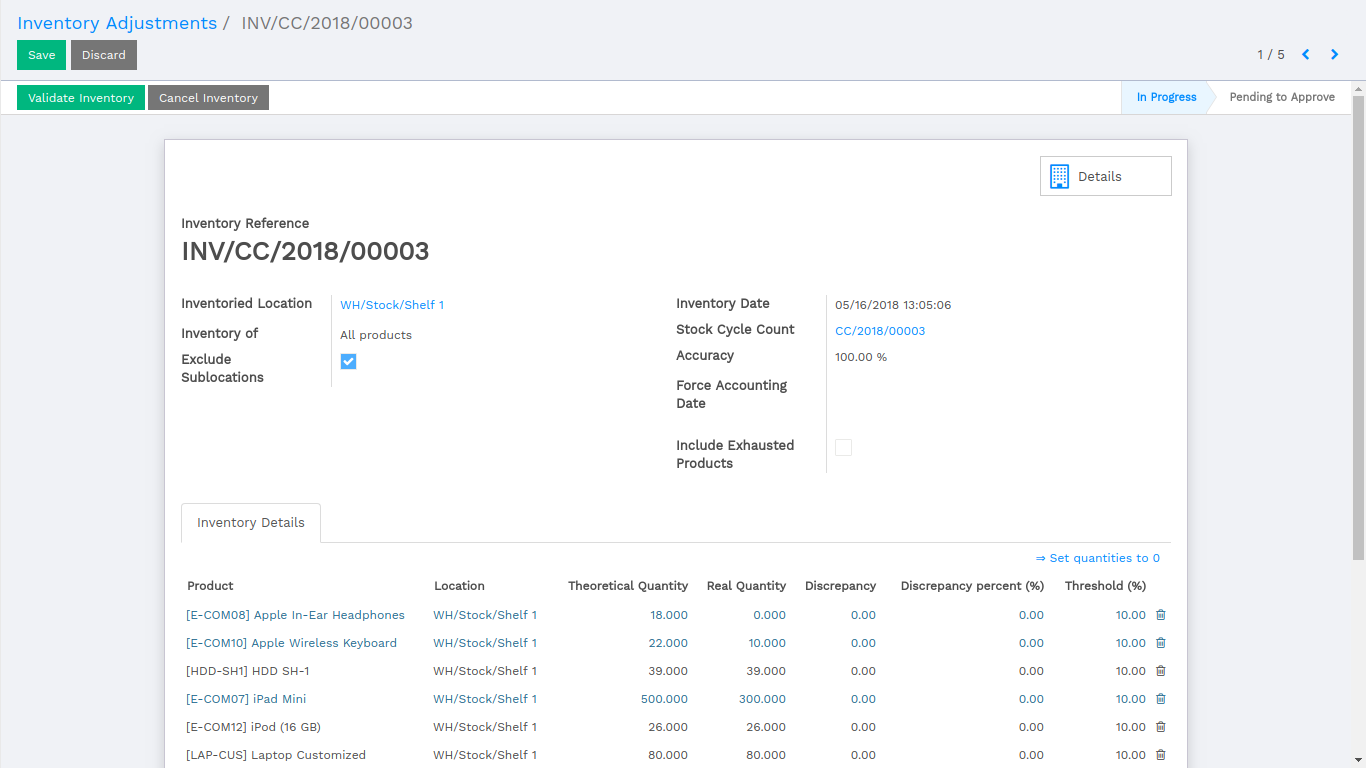 Inventory Adjustments / INV/CC/2018/00003
Save Discard 1 / 5
Validate Inventory Cancel Inventory In Progress Pending to Approve
Details
Inventory Reference
INV/CC/2018/00003
Inventoried Location WH/Stock/Shelf 1
Inventory of All products
Exclude
Sublocations
Inventory Date 05/16/2018 13:05:06
Stock Cycle Count CC/2018/00003
Accuracy 100.00 %
Force Accounting
Date
Include Exhausted
Products
Inventory Details
⇒ Set quantities to 0
Product Location Theoretical Quantity Real Quantity Discrepancy Discrepancy percent (%) Threshold (%)
[E-COM08] Apple In-Ear Headphones WH/Stock/Shelf 1 18.000 0.000 0.00 0.00 10.00
[E-COM10] Apple Wireless Keyboard WH/Stock/Shelf 1 22.000 10.000 0.00 0.00 10.00
[HDD-SH1] HDD SH-1 WH/Stock/Shelf 1 39.000 39.000 0.00 0.00 10.00
[E-COM07] iPad Mini WH/Stock/Shelf 1 500.000 300.000 0.00 0.00 10.00
[E-COM12] iPod (16 GB) WH/Stock/Shelf 1 26.000 26.000 0.00 0.00 10.00
[LAP-CUS] Laptop Customized WH/Stock/Shelf 1 80.000 80.000 0.00 0.00 10.00